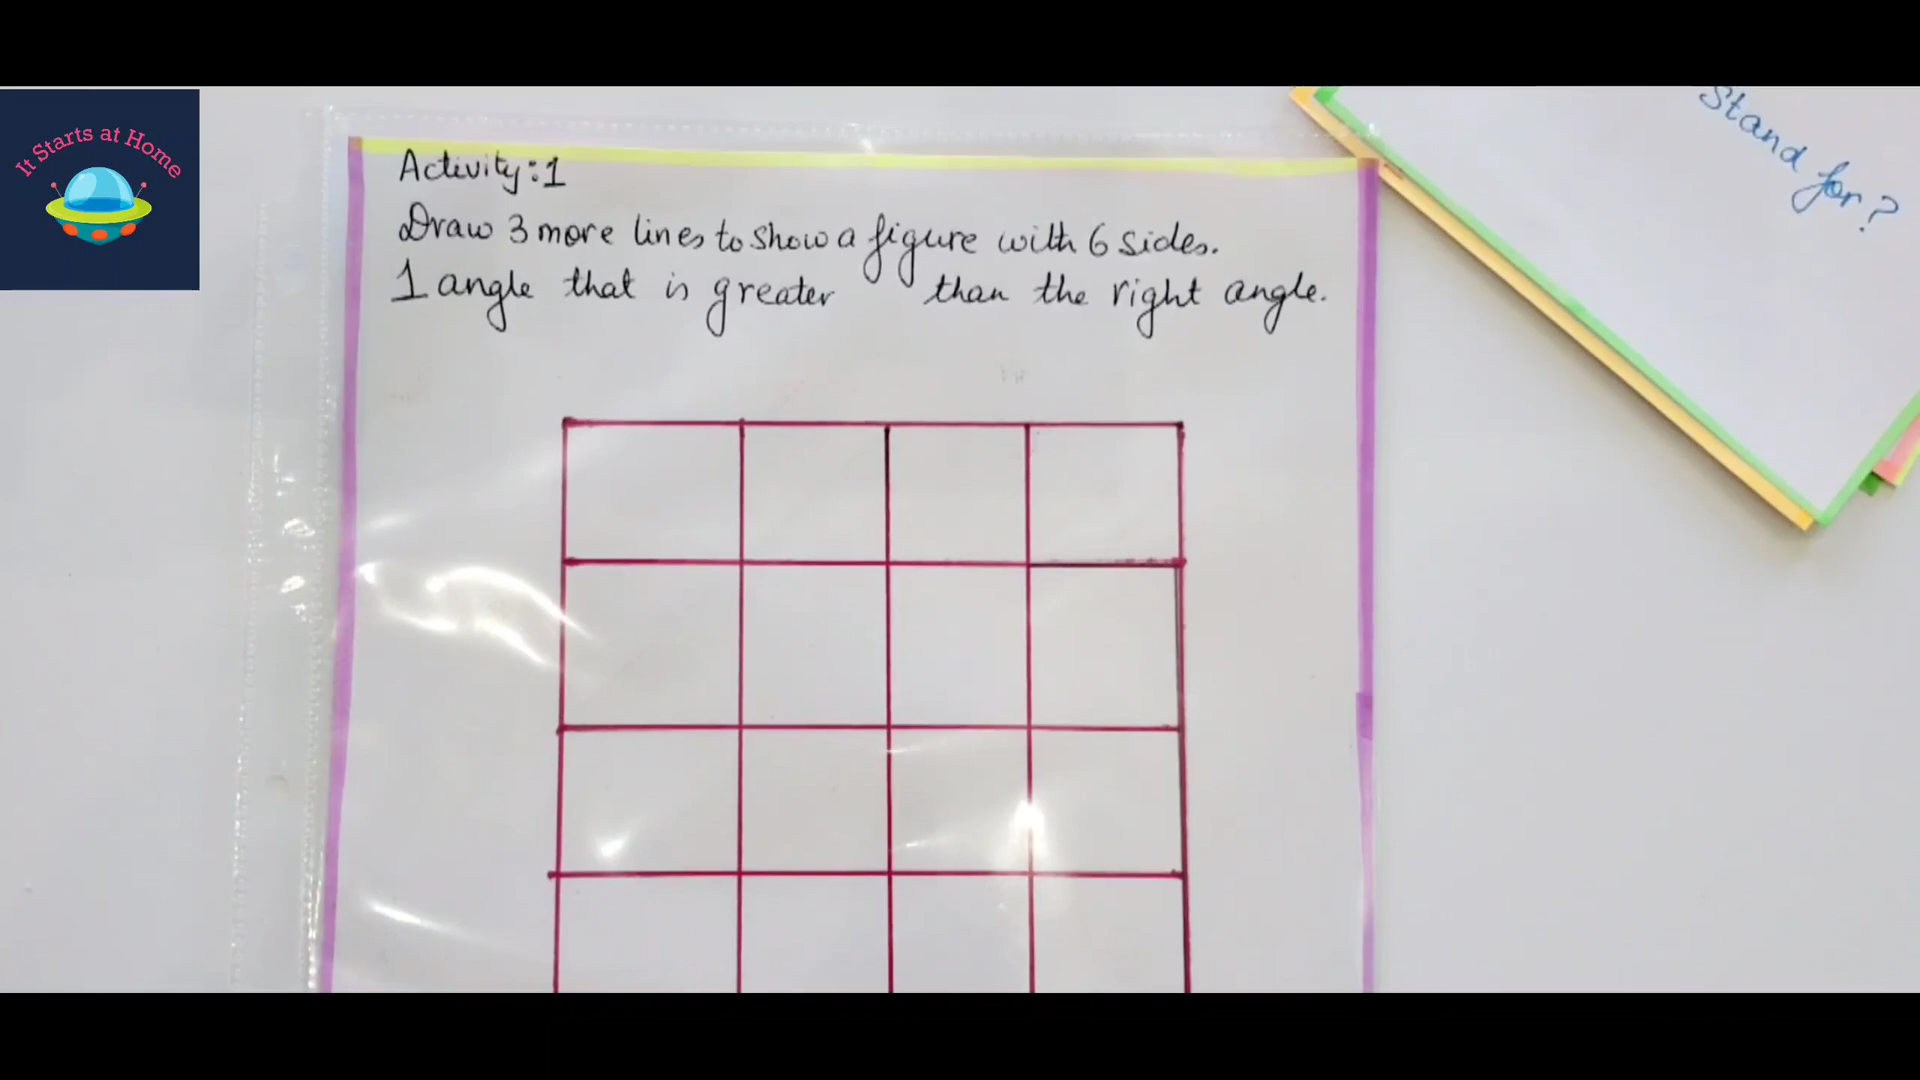 It Starts at Home
Activity:1
Draw 3 more lines to show a figure with 6 sides.
1 angle that is greater than the right angle.
Stand for?